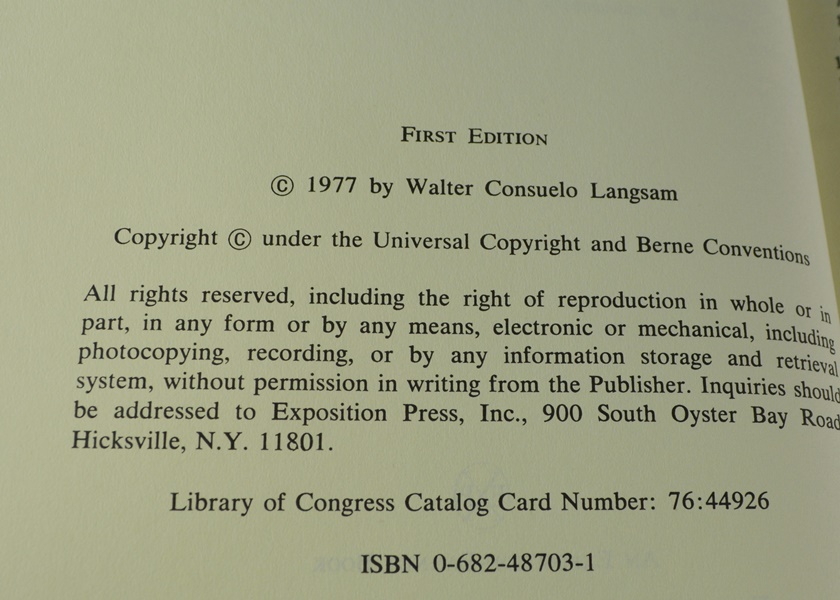 FIRST EDITION
© 1977 by Walter Consuelo Langsam
Copyright © under the Universal Copyright and Berne Conventions
All rights reserved, including the right of reproduction in whole or in
part, in any form or by any means, electronic or mechanical, including
photocopying, recording, or by any information storage and retrieval
system, without permission in writing from the Publisher. Inquiries should
be addressed to Exposition Press, Inc., 900 South Oyster Bay Road
Hicksville, N.Y. 11801.
Library of Congress Catalog Card Number: 76:44926
ISBN 0-682-48703-1